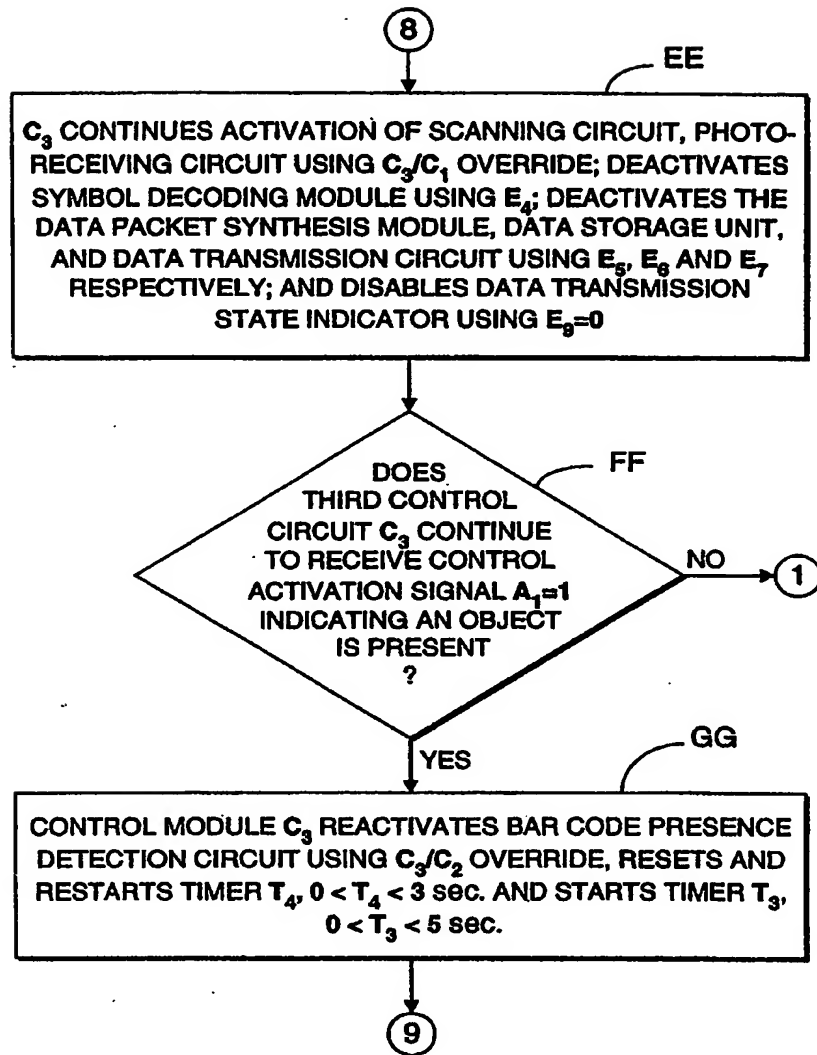 8
EE
C3 CONTINUES ACTIVATION OF SCANNING CIRCUIT, PHOTO-
RECEIVING CIRCUIT USING C3/C1 OVERRIDE; DEACTIVATES
SYMBOL DECODING MODULE USING E4; DEACTIVATES THE
DATA PACKET SYNTHESIS MODULE, DATA STORAGE UNIT,
AND DATA TRANSMISSION CIRCUIT USING E5, E6 AND E7
RESPECTIVELY; AND DISABLES DATA TRANSMISSION
STATE INDICATOR USING E9=0
FF
DOES
THIRD CONTROL
CIRCUIT C3 CONTINUE
TO RECEIVE CONTROL
ACTIVATION SIGNAL A1=1
INDICATING AN OBJECT
IS PRESENT
?
NO
1
YES
GG
CONTROL MODULE C3 REACTIVATES BAR CODE PRESENCE
DETECTION CIRCUIT USING C3/C2 OVERRIDE, RESETS AND
RESTARTS TIMER T4, 0 < T4 < 3 sec. AND STARTS TIMER T3,
0 < T3 < 5 sec.
9